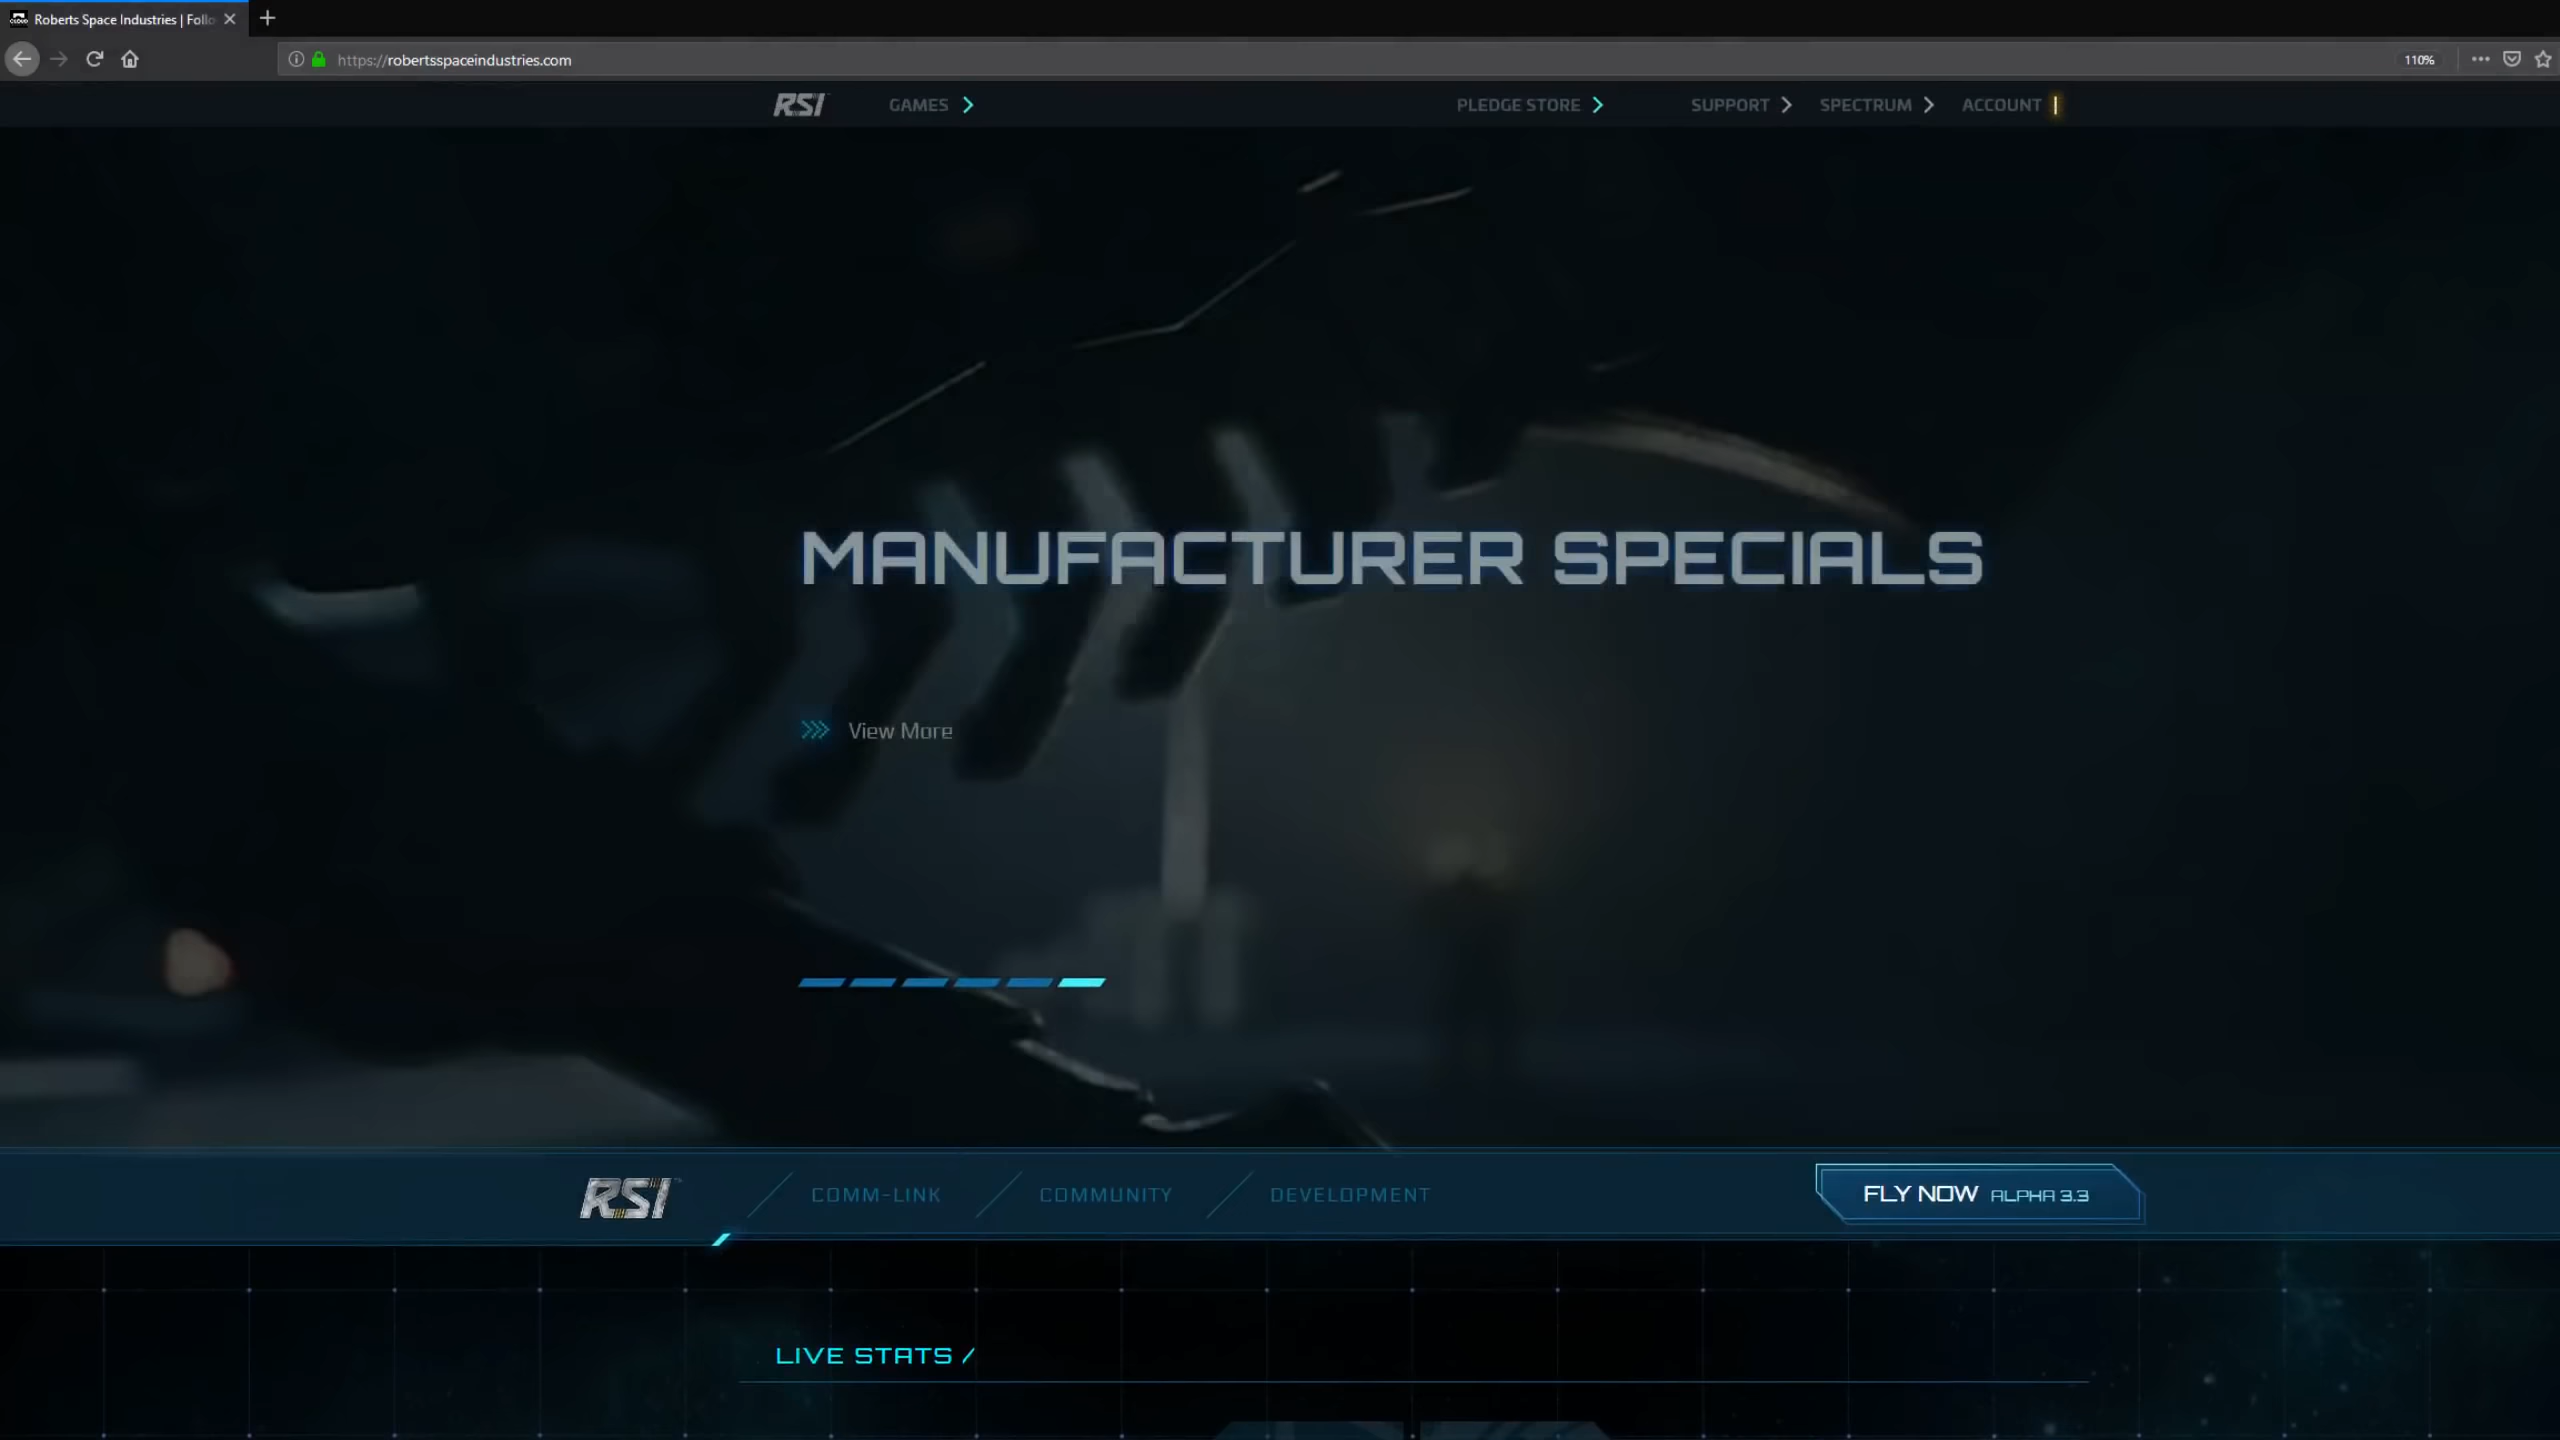 Roberts Space Industries | Follo
https://robertsspaceindustries.com
110%
RSI
GAMES
PLEDGE STORE
SUPPORT
SPECTRUM
ACCOUNT
MANUFACTURER SPECIALS
View More
RSI
COMM-LINK
COMMUNITY
DEVELOPMENT
FLY NOW ALPHA 3.3
LIVE STATS /